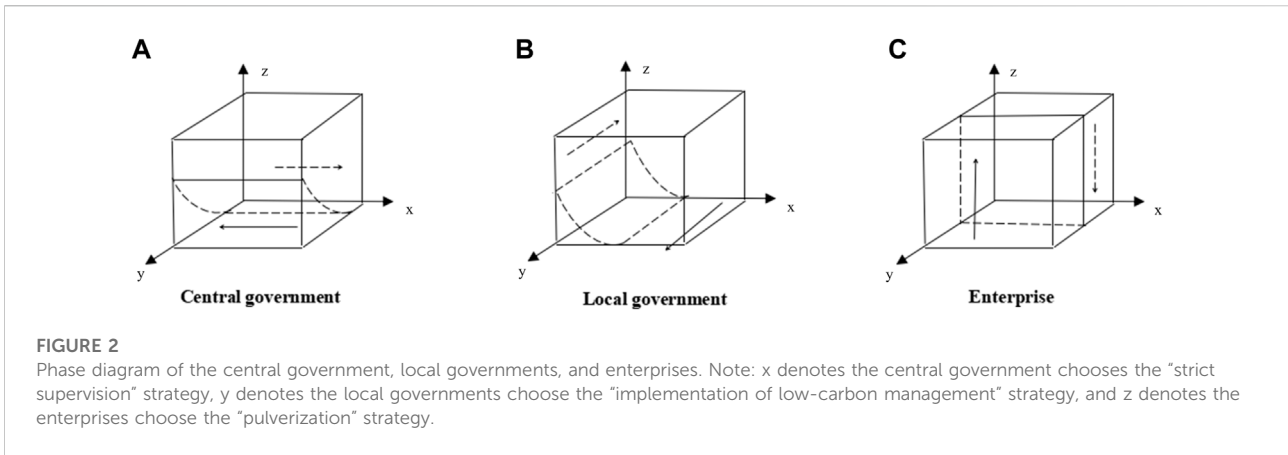 A
B
C
z
z
z
x
x
x
y
y
y
Central government
Local government
Enterprise
FIGURE 2
Phase diagram of the central government, local governments, and enterprises. Note: x denotes the central government chooses the “strict
supervision” strategy, y denotes the local governments choose the “implementation of low-carbon management” strategy, and z denotes the
enterprises choose the “pulverization” strategy.